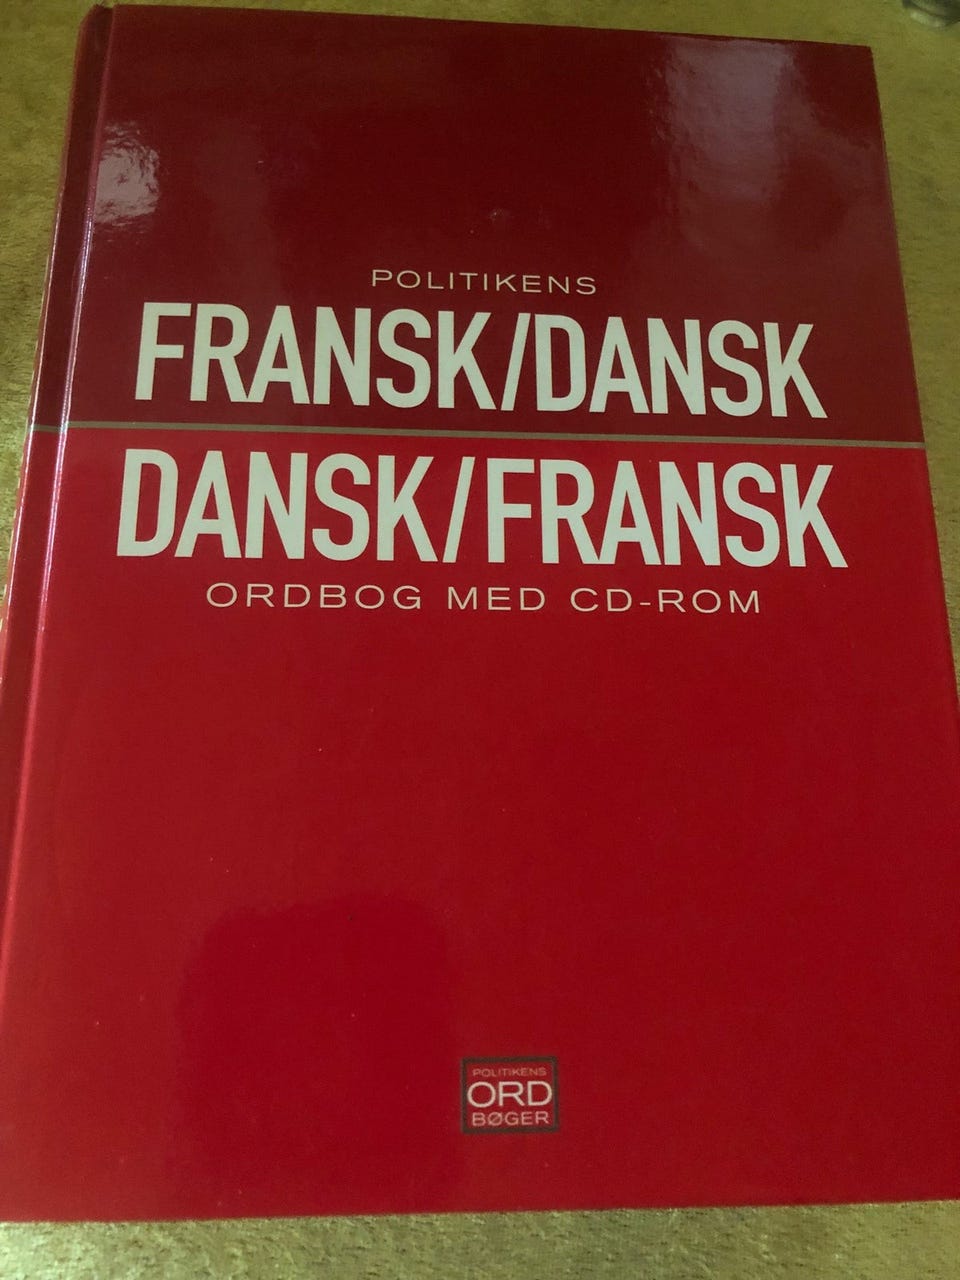 POLITIKENS
FRANSK/DANSK
DANSK/FRANSK
ORDBOG MED CD-ROM
POLITIKENS
ORD
BØGER